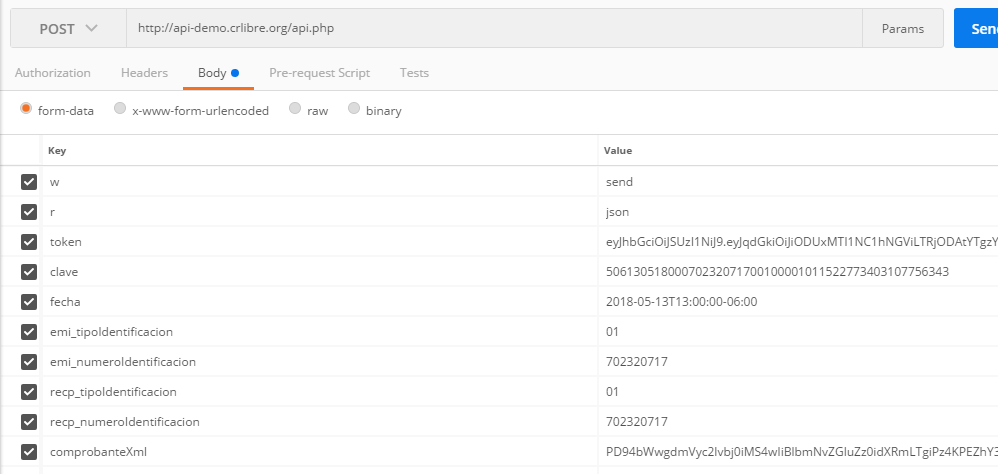 POST http://api-demo.crlibre.org/api.php Params Send
Authorization Headers Body Pre-request Script Tests
form-data x-www-form-urlencoded raw binary
Key Value
w send
r json
token eyJhbGciOiJSUzI1NiJ9.eyJqdGkiOiJiODUxMTI1NC1hNGViLTRjODAtYTgzY
clave 50613051800070232071700100001011522773403107756343
fecha 2018-05-13T13:00:00-06:00
emi_tipoIdentificacion 01
emi_numeroIdentificacion 702320717
recp_tipoIdentificacion 01
recp_numeroIdentificacion 702320717
comprobanteXml PD94bWwgdmVyc2lvbj0iMS4wIiBlbmNvZGluZz0idXRmLTgiPz4KPEZhY3